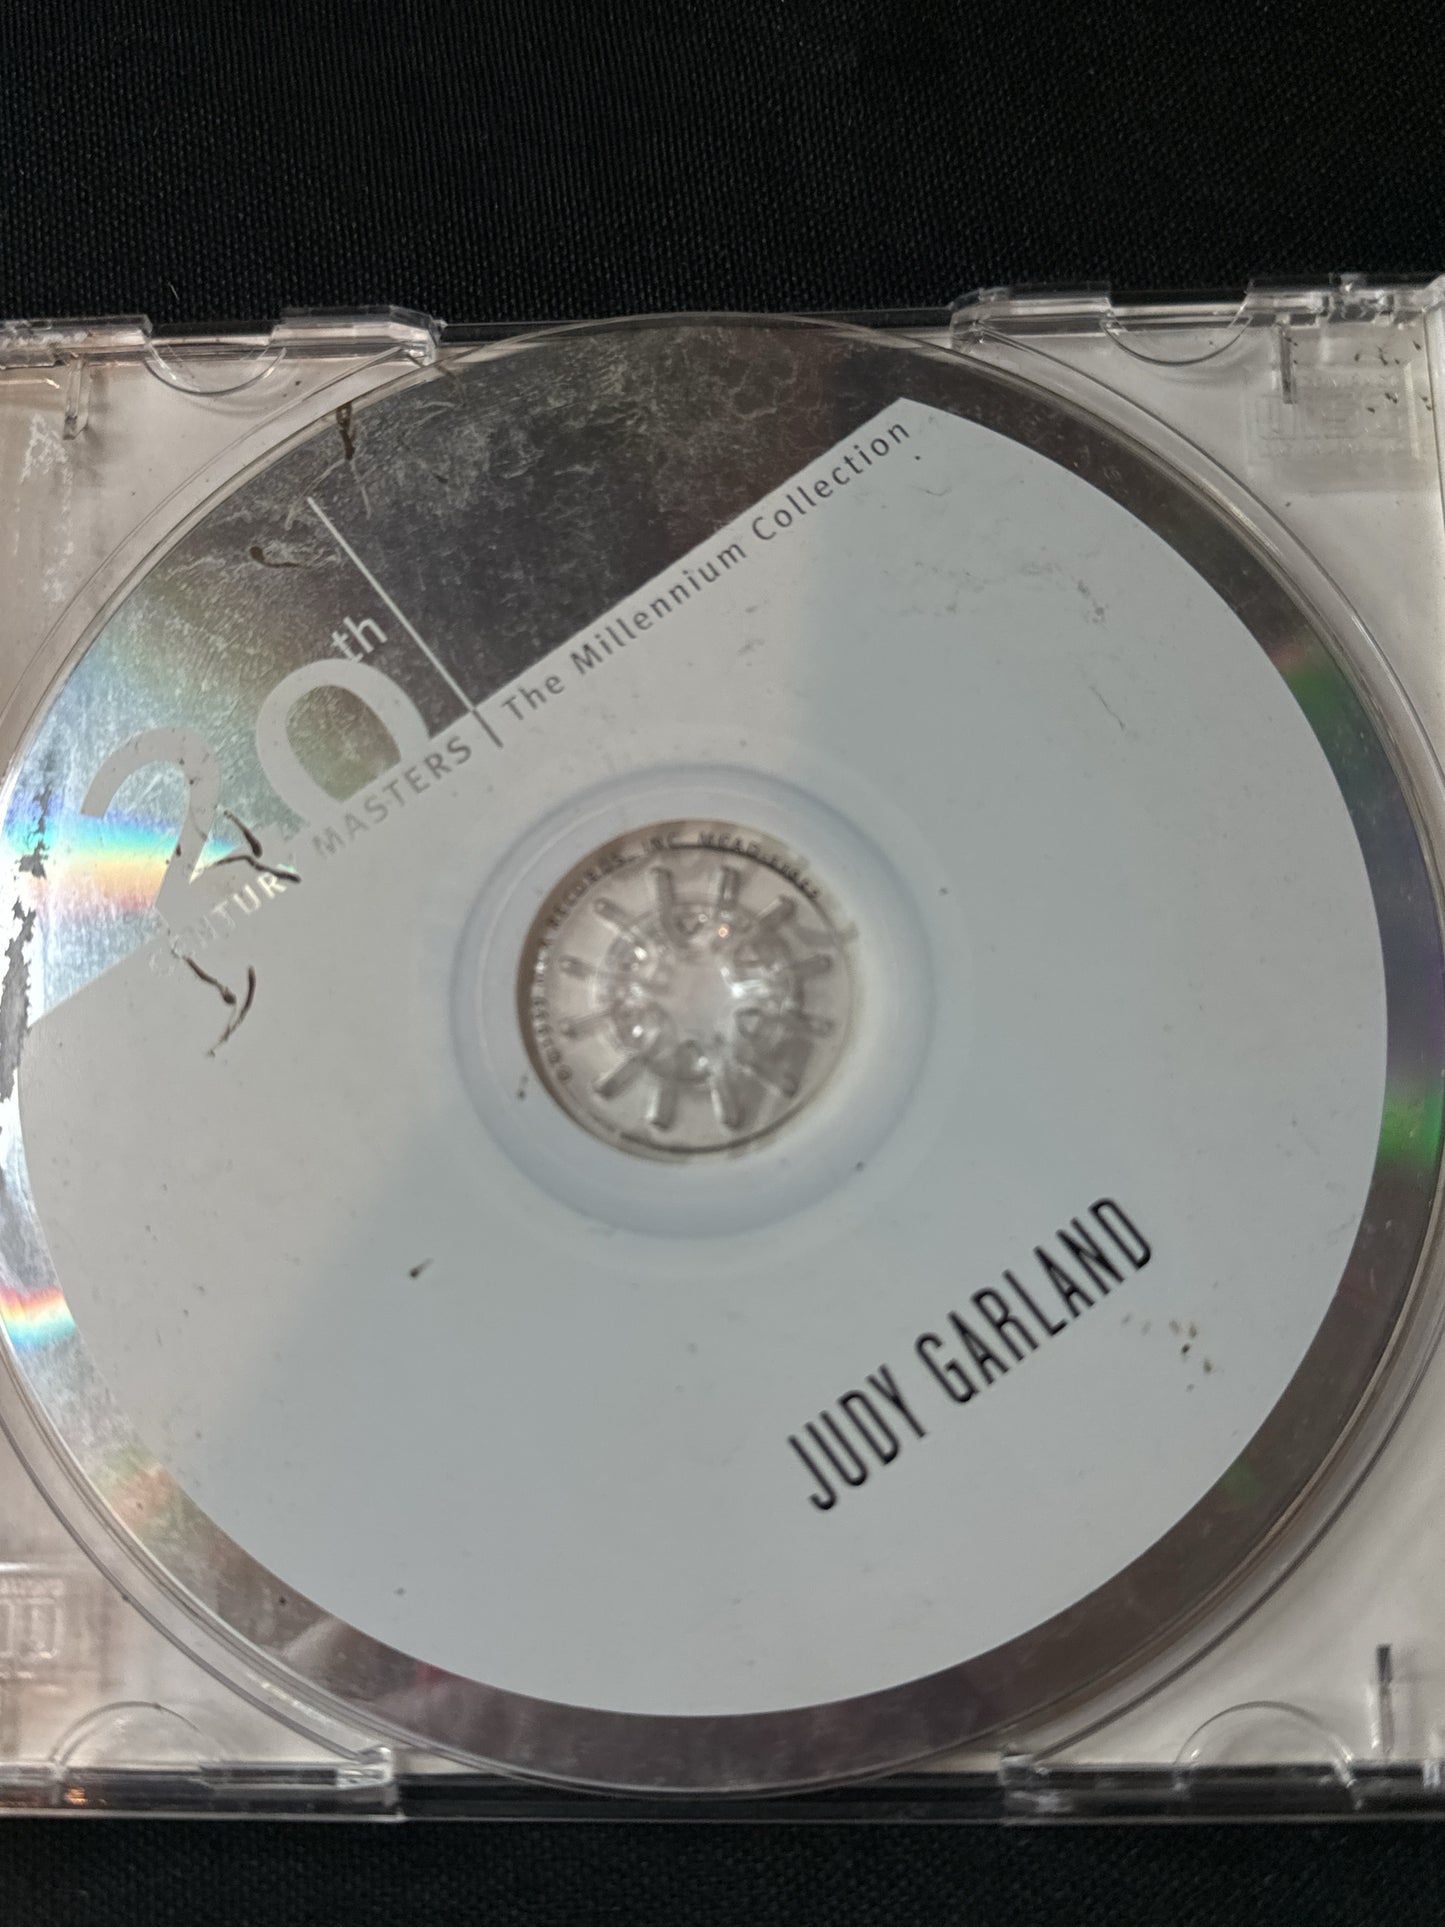 20th
CENTURY MASTERS | The Millennium Collection
JUDY GARLAND